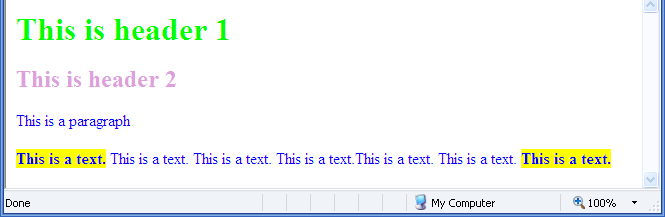 This is header 1
This is header 2
This is a paragraph
This is a text. This is a text. This is a text. This is a text.This is a text. This is a text. This is a text.
Done My Computer 100%